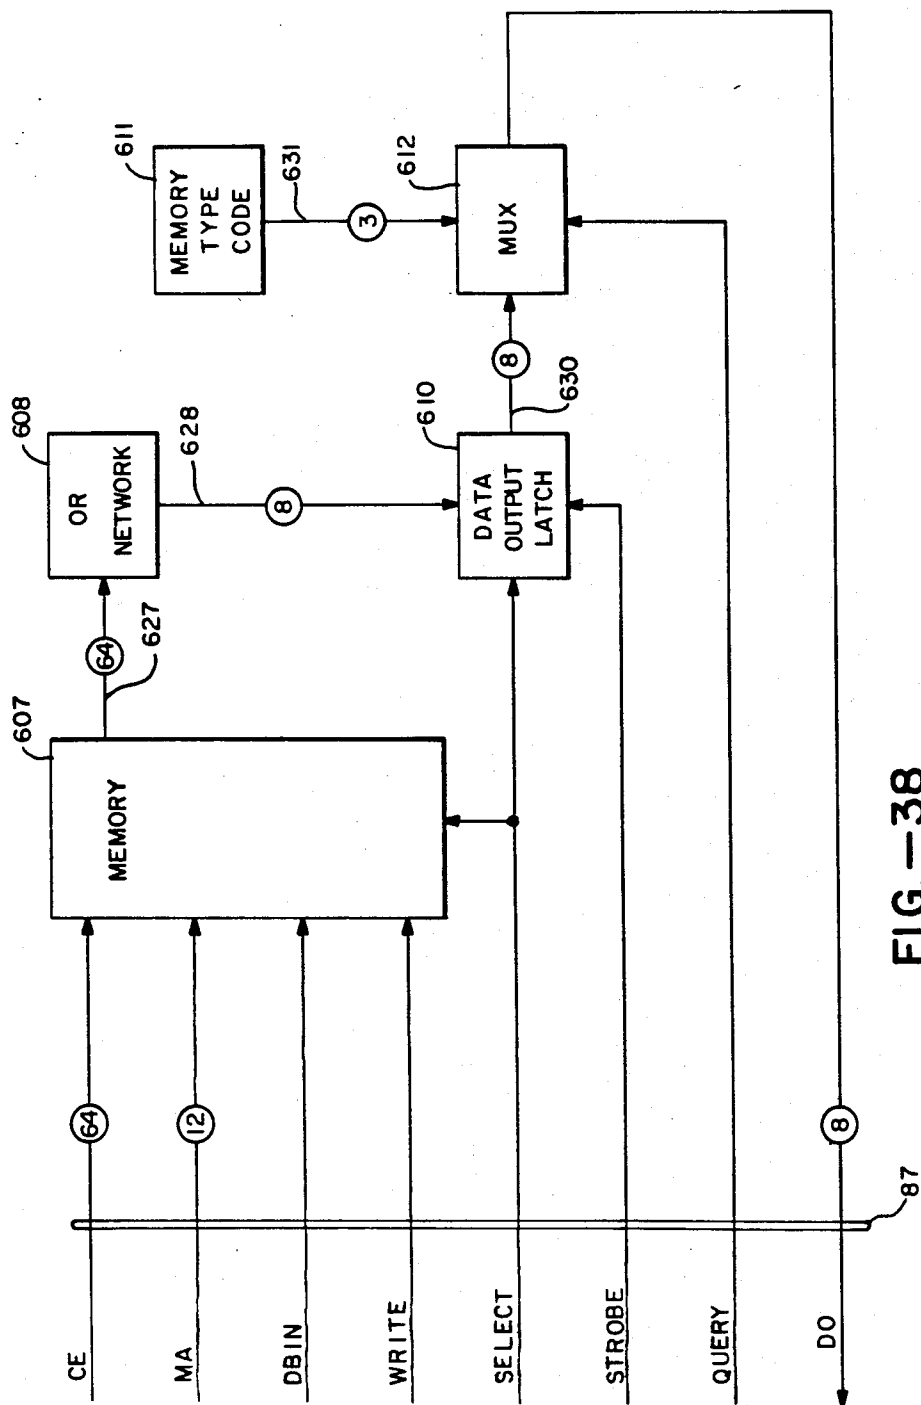 CE
64
MA
12
DBIN
WRITE
SELECT
STROBE
QUERY
DO
8
87
MEMORY
607
64
627
OR
NETWORK
608
628
8
DATA
OUTPUT
LATCH
610
630
8
MEMORY
TYPE
CODE
611
631
3
MUX
612
FIG.—38